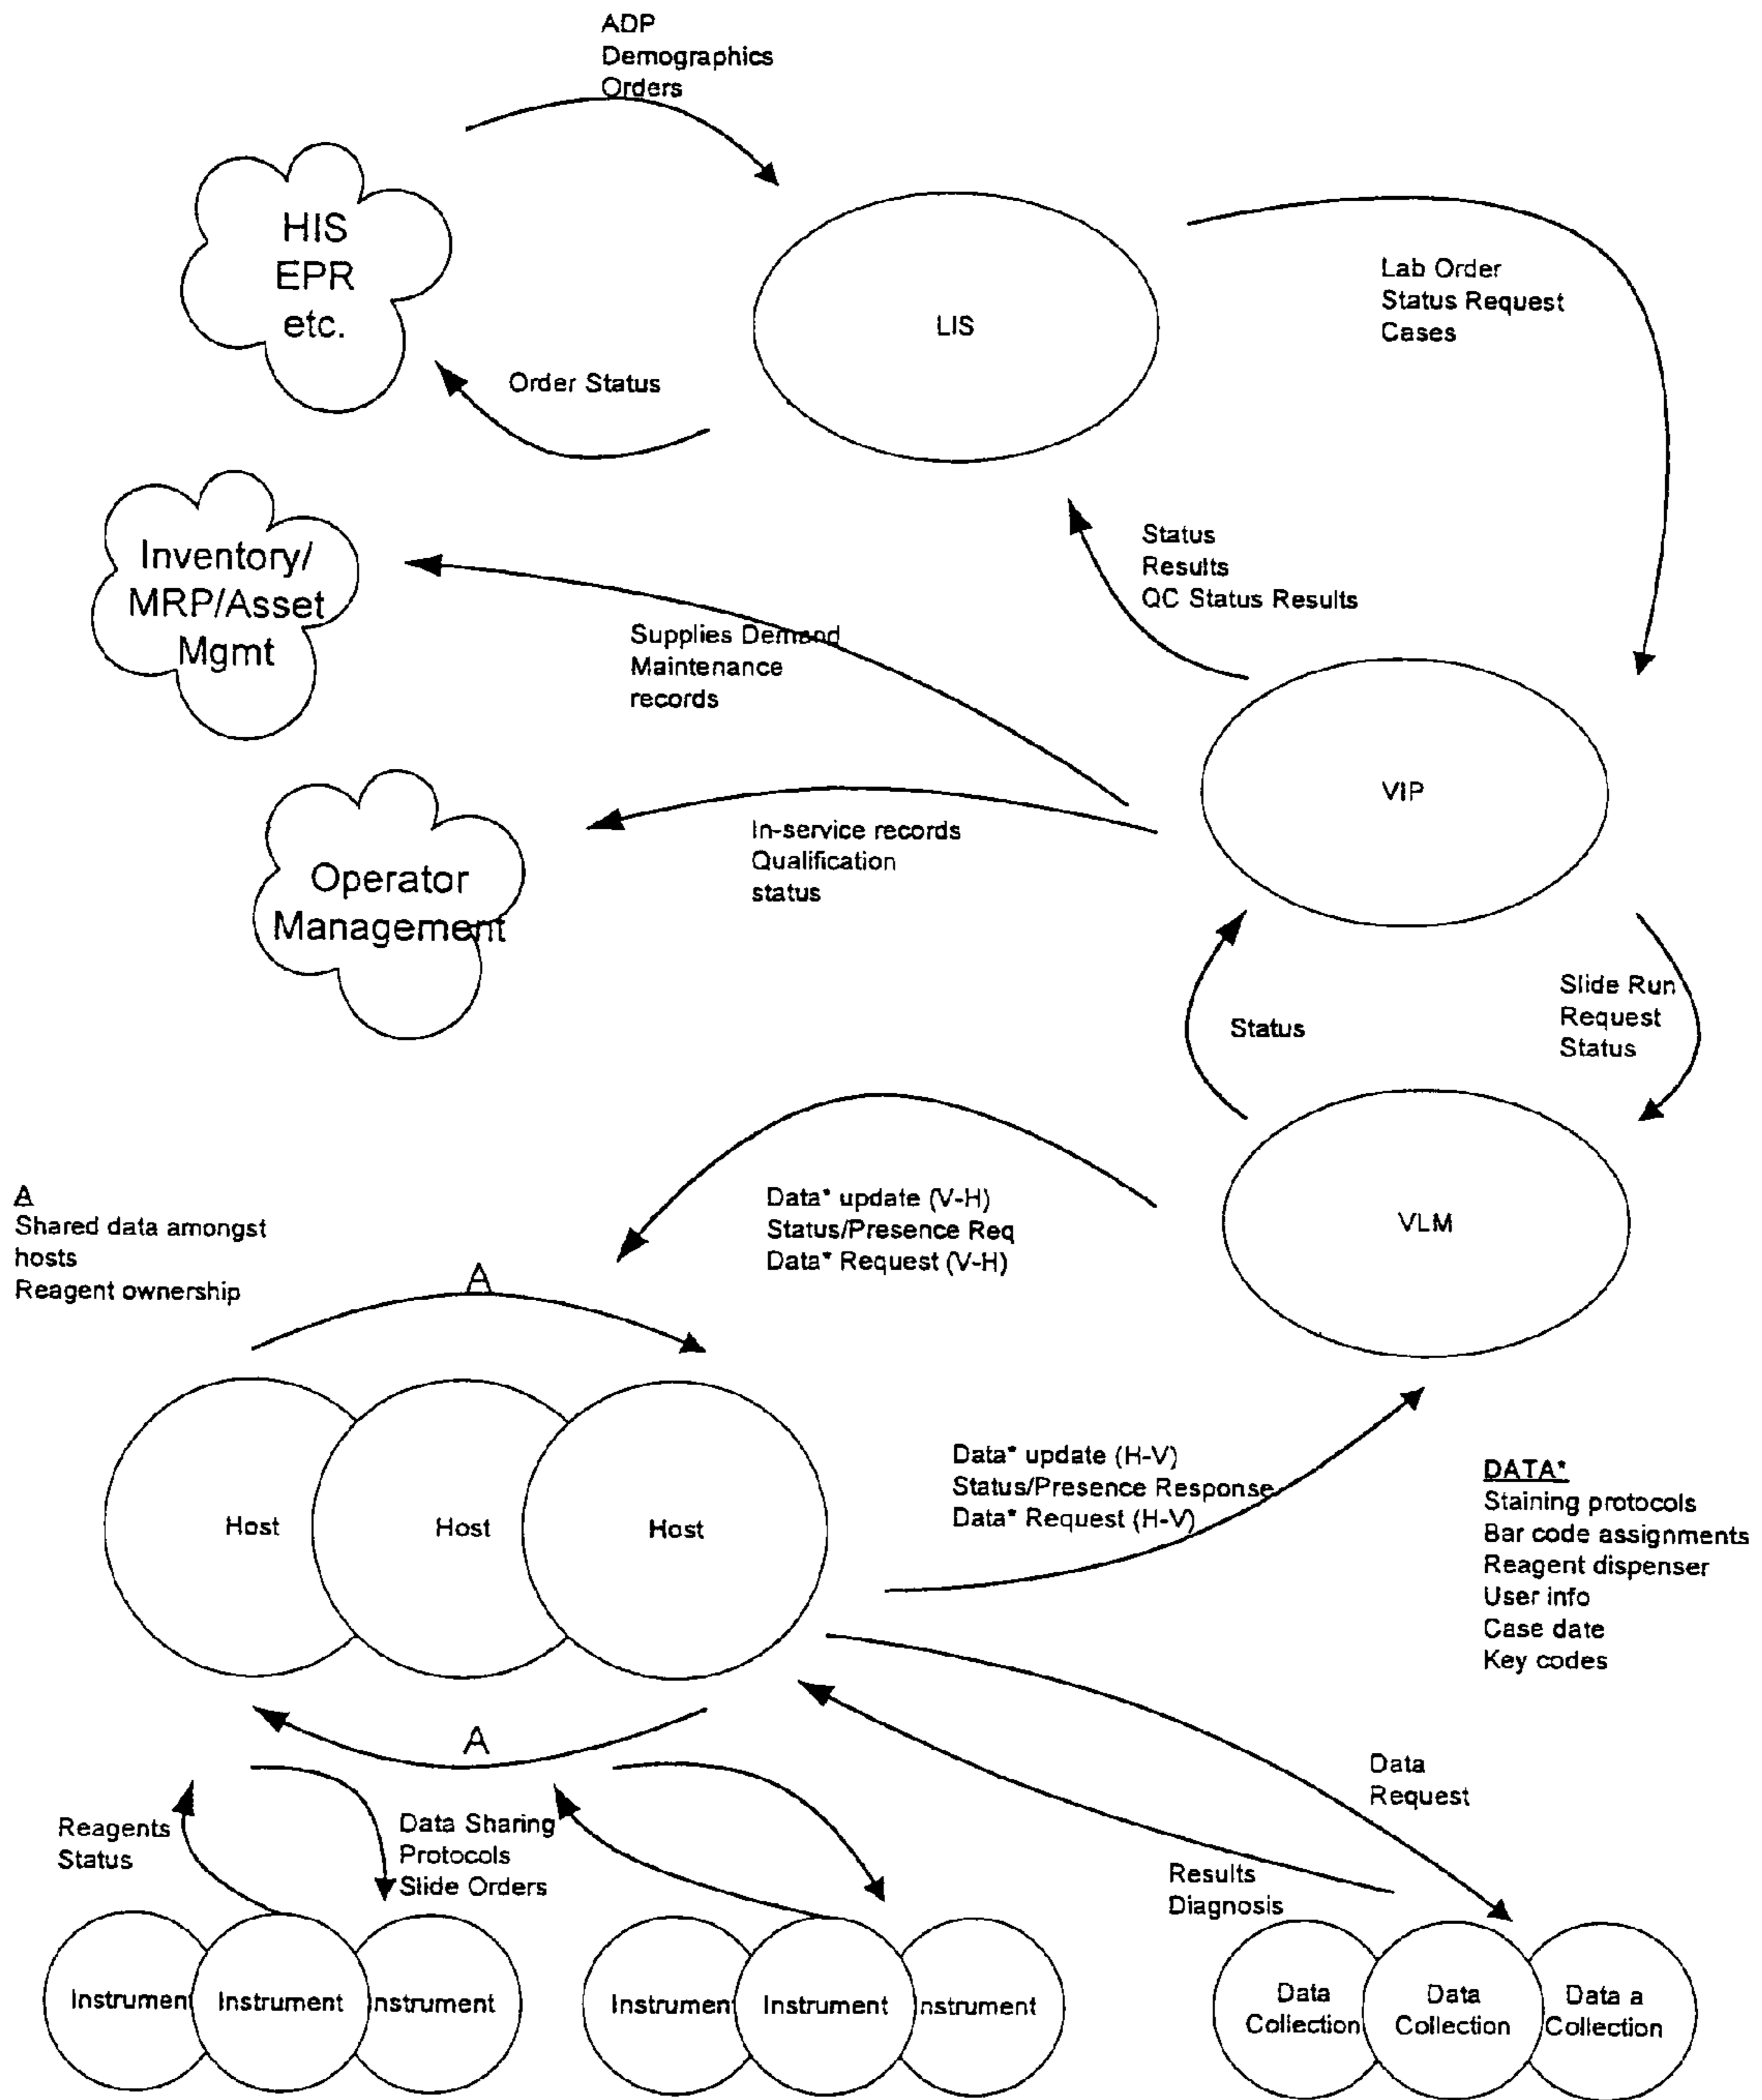 ADP
Demographics
Orders
HIS
EPR
etc.
LIS
Lab Order
Status Request
Cases
Order Status
Status
Results
QC Status Results
Inventory/
MRP/Asset
Mgmt
Supplies Demand
Maintenance
records
VIP
In-service records
Qualification
status
Operator
Management
Slide Run
Request
Status
Status
A
Shared data amongst
hosts
Reagent ownership
Data* update (V-H)
Status/Presence Req
Data* Request (V-H)
VLM
A
Host
Host
Host
Data* update (H-V)
Status/Presence Response
Data* Request (H-V)
DATA*
Staining protocols
Bar code assignments
Reagent dispenser
User info
Case date
Key codes
A
Data
Request
Reagents
Status
Data Sharing
Protocols
Slide Orders
Results
Diagnosis
Instrumen
Instrument
nstrument
Instrumen
Instrument
nstrument
Data
Collection
Data
Collection
Data a
Collection